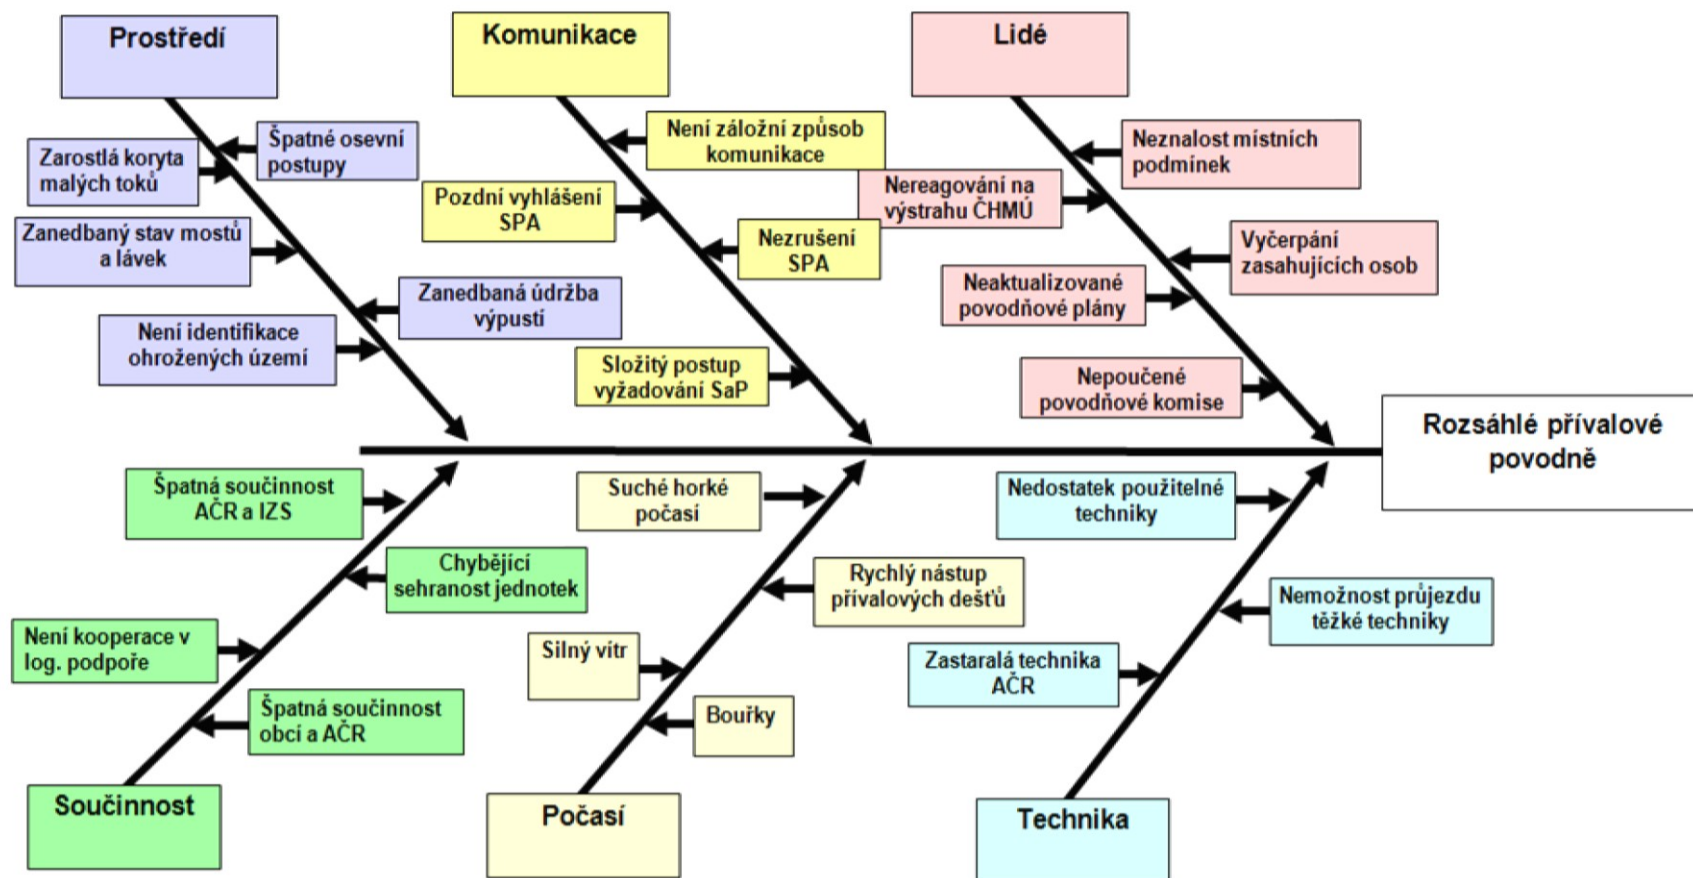 Prostředí
Komunikace
Lidé
Špatné osevní
postupy
Zarostlá koryta
malých toků
Zanedbaný stav mostů
a lávek
Zanedbaná údržba
výpustí
Není identifikace
ohrožených území
Není záložní způsob
komunikace
Pozdní vyhlášení
SPA
Nezrušení
SPA
Složitý postup
vyžadování SaP
Neznalost místních
podmínek
Nereagování na
výstrahu ČHMÚ
Vyčerpání
zasahujících osob
Neaktualizované
povodňové plány
Nepoučené
povodňové komise
Rozsáhlé přívalové
povodně
Špatná součinnost
AČR a IZS
Chybějící
sehranost jednotek
Není kooperace v
log. podpoře
Špatná součinnost
obcí a AČR
Suché horké
počasí
Rychlý nástup
přívalových dešťů
Silný vítr
Bouřky
Nedostatek použitelné
techniky
Nemožnost průjezdu
těžké techniky
Zastaralá technika
AČR
Součinnost
Počasí
Technika